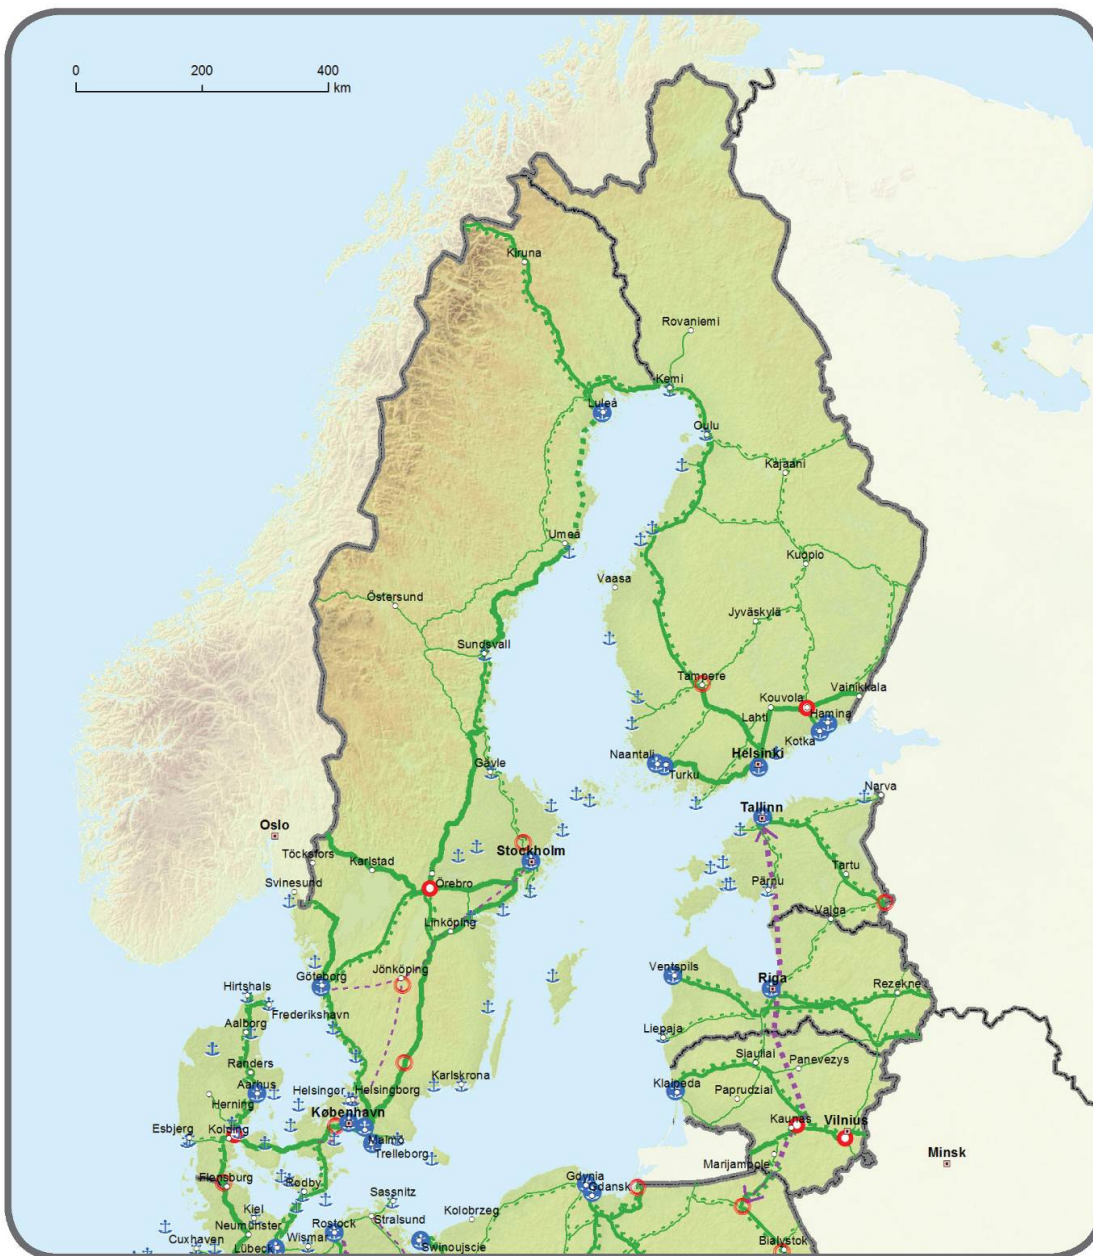 0 200 400
km
Kiruna
Rovaniemi
Kemi
Luleå
Oulu
Kajaani
Umeå
Kuopio
Vaasa
Östersund
Jyväskylä
Sundsvall
Tampere
Vainikkala
Kouvola
Hamina
Lahti
Kotka
Naantali
Helsinki
Gävle
Turku
Narva
Tallinn
Oslo
Stockholm
Töcksfors
Karlstad
Tartu
Örebro
Svinesund
Pärnu
Linköping
Valga
Göteborg
Jönköping
Ventspils
Riga
Rezekne
Hirtshals
Frederikshavn
Aalborg
Liepaja
Siauliai
Panevezys
Randers
Karlskrona
Aarhus
Helsingør
Helsingborg
Klaipeda
Paprudziai
Herning
København
Kaunas
Vilnius
Esbjerg
Kolding
Malmö
Trelleborg
Minsk
Marijampole
Flensburg
Rødby
Gdynia
Gdansk
Sassnitz
Kiel
Kolobrzeg
Neumünster
Rostock
Stralsund
Cuxhaven
Wismar
Lübeck
Swinoujscie
Bialystok